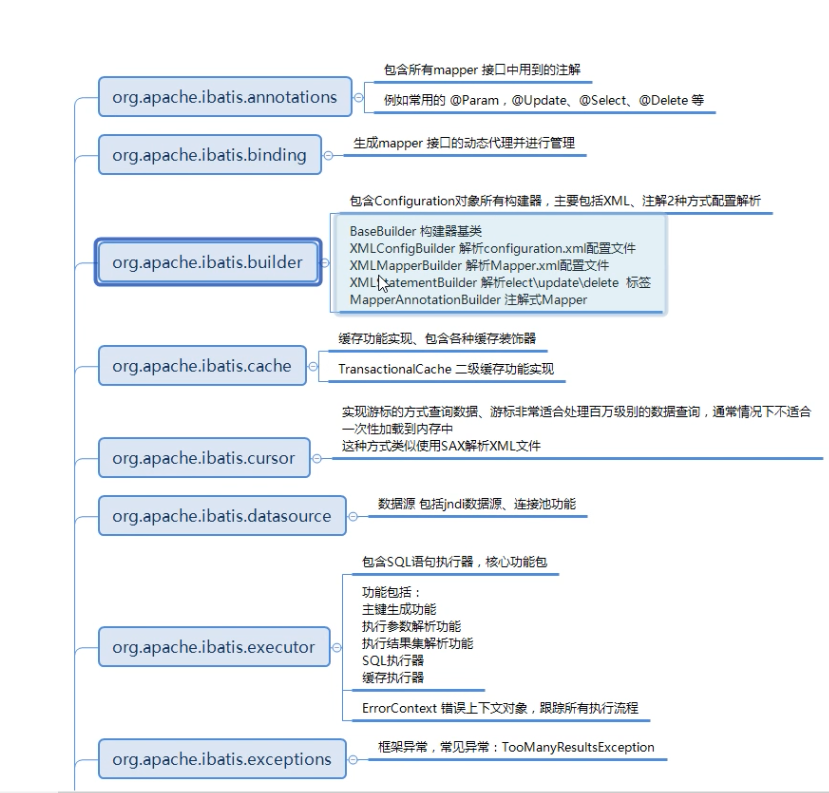 org.apache.ibatis.annotations
包含所有mapper 接口中用到的注解
例如常用的 @Param，@Update、@Select、@Delete 等
org.apache.ibatis.binding
生成mapper 接口的动态代理并进行管理
org.apache.ibatis.builder
包含Configuration对象所有构建器，主要包括XML、注解2种方式配置解析
BaseBuilder 构建器基类
XMLConfigBuilder 解析configuration.xml配置文件
XMLMapperBuilder 解析Mapper.xml配置文件
XMLStatementBuilder 解析elect\update\delete 标签
MapperAnnotationBuilder 注解式Mapper
org.apache.ibatis.cache
缓存功能实现、包含各种缓存装饰器
TransactionalCache 二级缓存功能实现
org.apache.ibatis.cursor
实现游标的方式查询数据、游标非常适合处理百万级别的数据查询，通常情况下不适合
一次性加载到内存中
这种方式类似使用SAX解析XML文件
org.apache.ibatis.datasource
数据源 包括jndi数据源、连接池功能
org.apache.ibatis.executor
包含SQL语句执行器，核心功能包
功能包括：
主键生成功能
执行参数解析功能
执行结果集解析功能
SQL执行器
缓存执行器
ErrorContext 错误上下文对象，跟踪所有执行流程
org.apache.ibatis.exceptions
框架异常，常见异常：TooManyResultsException